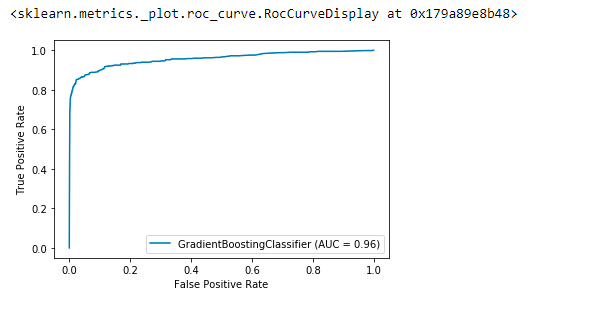 <sklearn.metrics._plot.roc_curve.RocCurveDisplay at 0x179a89e8b48>
1.0
0.8
0.6
0.4
0.2
0.0
True Positive Rate
GradientBoostingClassifier (AUC = 0.96)
0.0 0.2 0.4 0.6 0.8 1.0
False Positive Rate